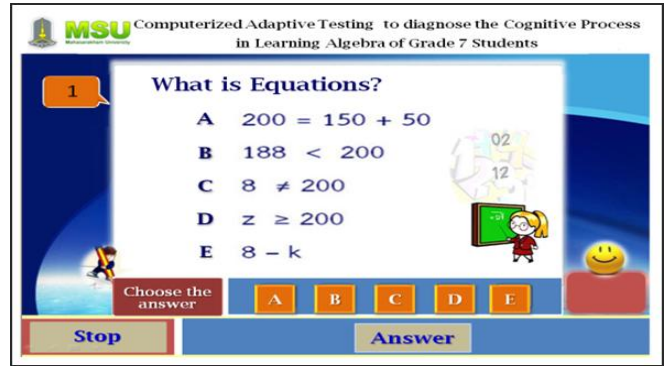 MSU Computerized Adaptive Testing to diagnose the Cognitive Process
Mahasarakham University
in Learning Algebra of Grade 7 Students
1
What is Equations?
A 200 = 150 + 50
B 188 < 200
C 8 ≠ 200
D z ≥ 200
E 8 – k
02
12
Choose the
answer
A B C D E
Stop
Answer